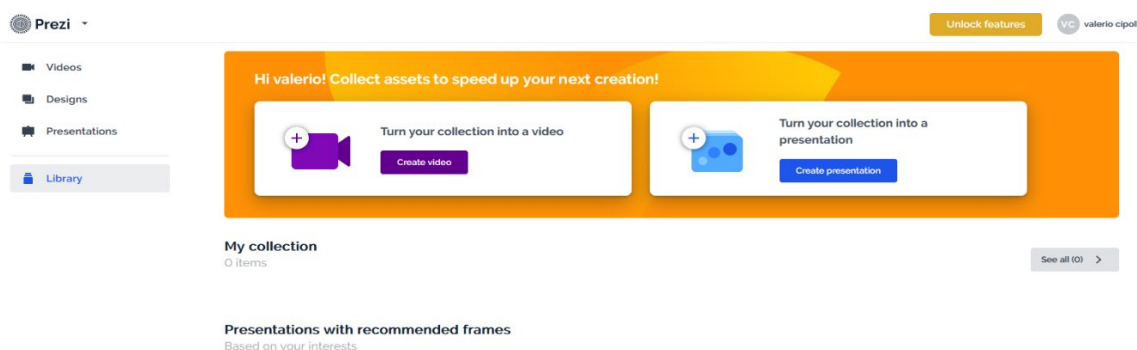 Prezi
Unlock features
VC
valerio cipol
Videos
Designs
Presentations
Library
Hi valerio! Collect assets to speed up your next creation!
Turn your collection into a video
Create video
Turn your collection into a
presentation
Create presentation
My collection
0 items
See all (0)
Presentations with recommended frames
Based on your interests